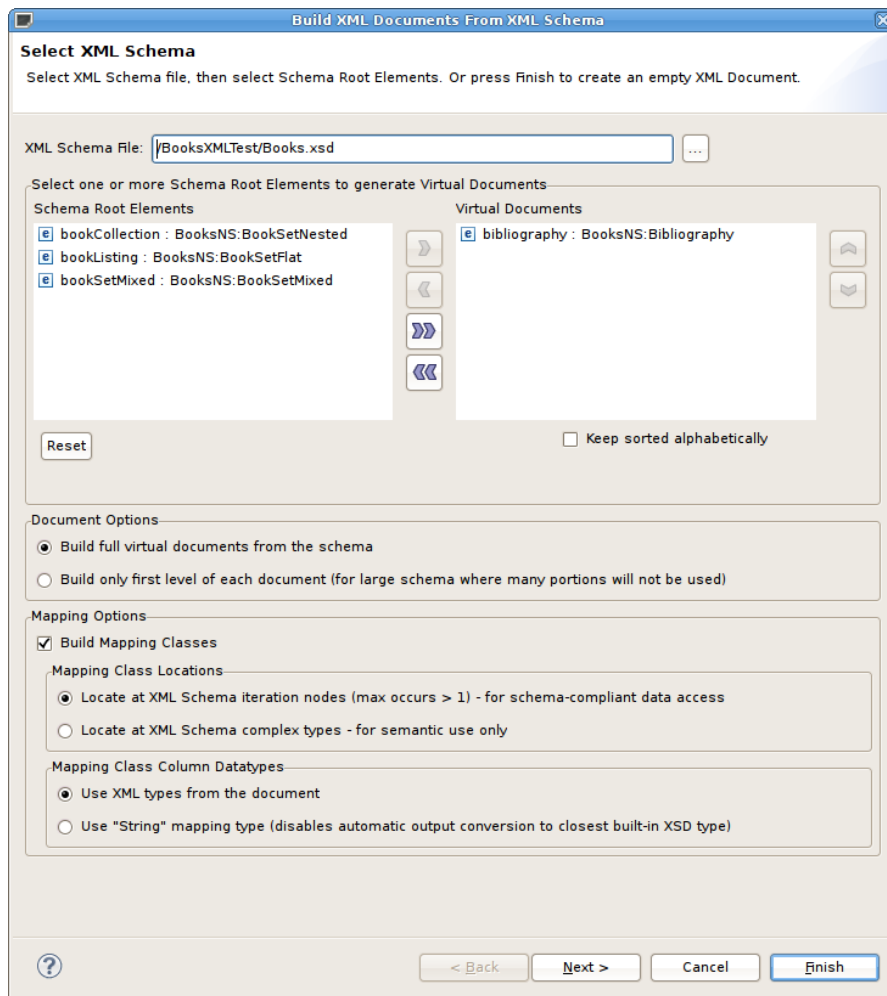 Build XML Documents From XML Schema
Select XML Schema
Select XML Schema file, then select Schema Root Elements. Or press Finish to create an empty XML Document.
XML Schema File: /BooksXMLTest/Books.xsd ...
Select one or more Schema Root Elements to generate Virtual Documents
Schema Root Elements Virtual Documents
e bookCollection : BooksNS:BookSetNested e bibliography : BooksNS:Bibliography
e bookListing : BooksNS:BookSetFlat
e bookSetMixed : BooksNS:BookSetMixed
Reset Keep sorted alphabetically
Document Options
Build full virtual documents from the schema
Build only first level of each document (for large schema where many portions will not be used)
Mapping Options
Build Mapping Classes
Mapping Class Locations
Locate at XML Schema iteration nodes (max occurs > 1) - for schema-compliant data access
Locate at XML Schema complex types - for semantic use only
Mapping Class Column Datatypes
Use XML types from the document
Use "String" mapping type (disables automatic output conversion to closest built-in XSD type)
? < Back Next > Cancel Finish